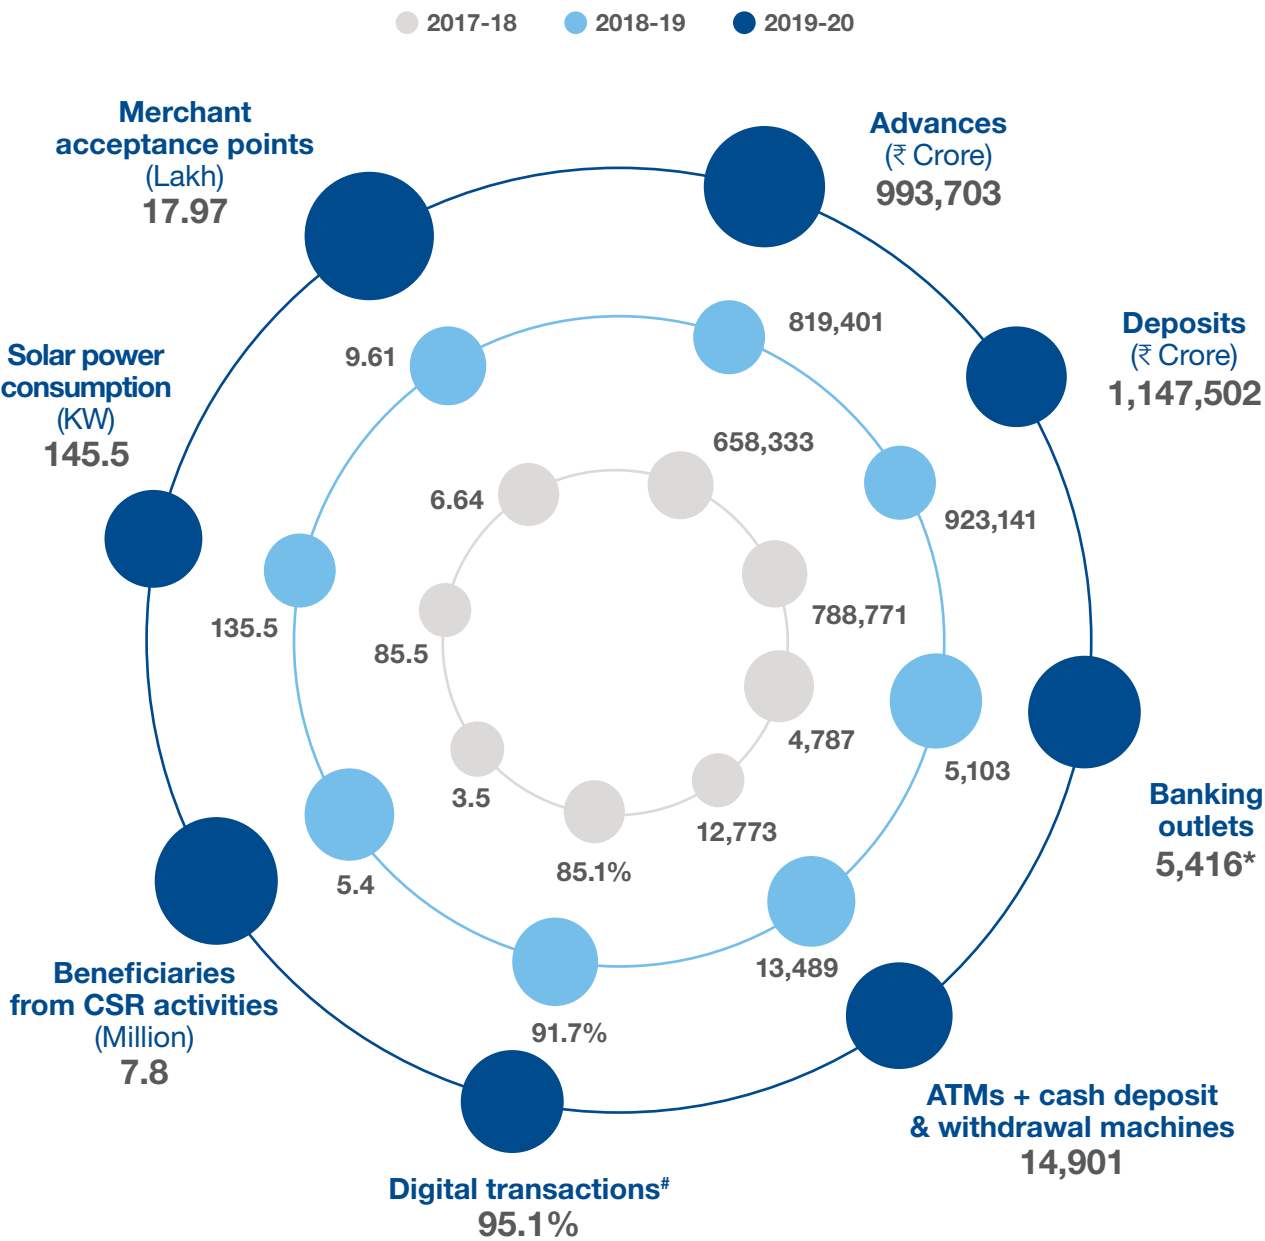 2017-18
2018-19
2019-20
Merchant
acceptance points
(Lakh)
17.97
Advances
(₹ Crore)
993,703
Deposits
(₹ Crore)
1,147,502
Solar power
consumption
(KW)
145.5
9.61
819,401
6.64
658,333
923,141
135.5
85.5
788,771
4,787
5,103
3.5
12,773
85.1%
5.4
13,489
91.7%
Banking
outlets
5,416*
Beneficiaries
from CSR activities
(Million)
7.8
ATMs + cash deposit
& withdrawal machines
14,901
Digital transactions#
95.1%